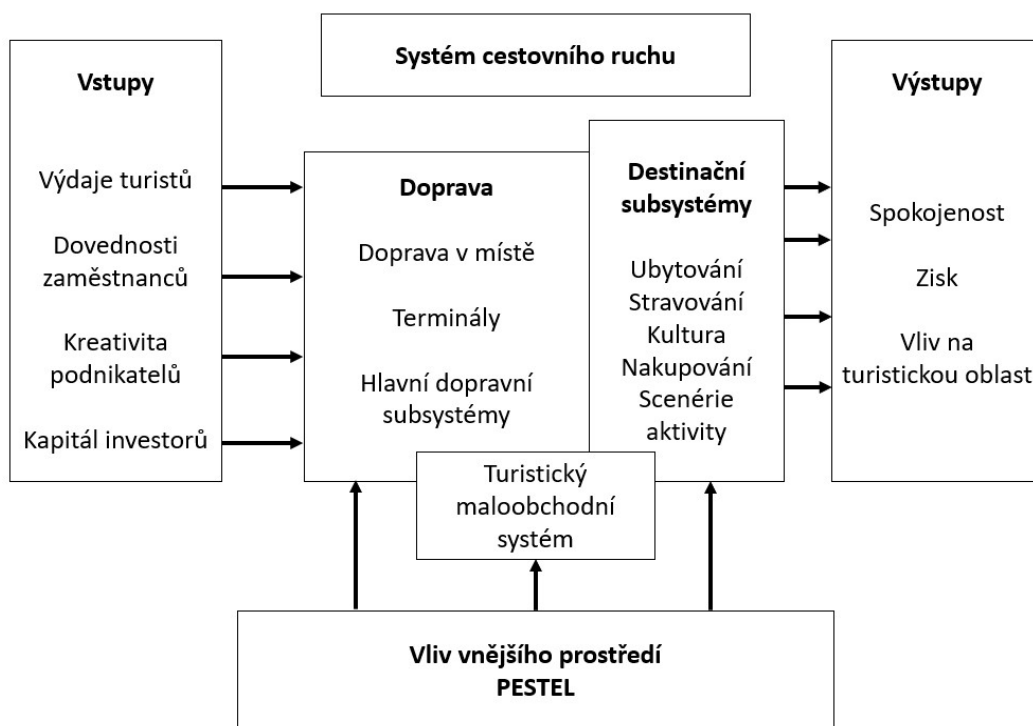 Systém cestovního ruchu
Vstupy
Výdaje turistů
Dovednosti
zaměstnanců
Kreativita
podnikatelů
Kapitál investorů
Doprava
Doprava v místě
Terminály
Hlavní dopravní
subsystémy
Destinační
subsystémy
Ubytování
Stravování
Kultura
Nakupování
Scenérie
aktivity
Turistický
maloobchodní
systém
Výstupy
Spokojenost
Zisk
Vliv na
turistickou oblast
Vliv vnějšího prostředí
PESTEL